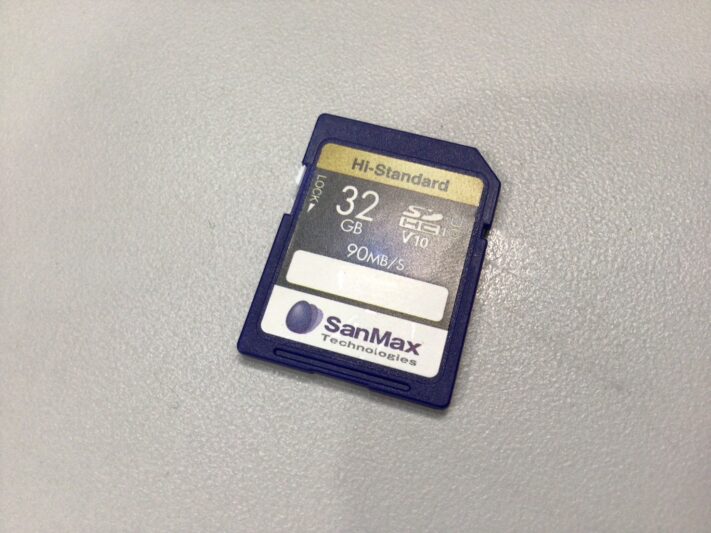 Hi-Standard
LOCK
32
GB
SD
HC I
V10
90MB/S
SanMax
Technologies